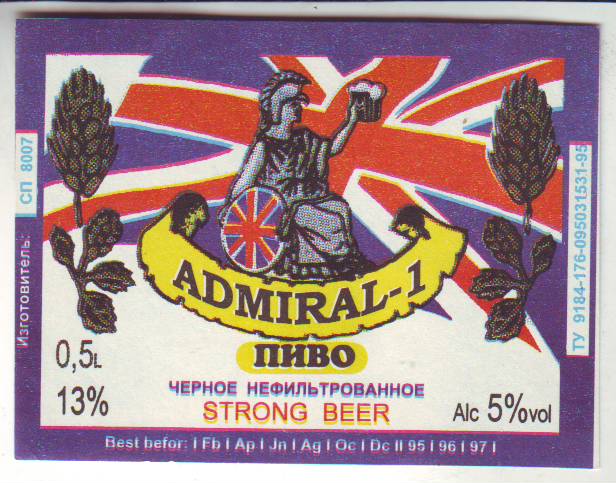 ADMIRAL-1
ПИВО
ЧЕРНОЕ НЕФИЛЬТРОВАННОЕ
STRONG BEER
0,5L
13%
Alc 5%vol
Best befor: I Fb I Ap I Jn I Ag I Oc I Dc II 95 I 96 I 97 I
Изготовитель: СП 8007
ТУ 9184-176-095031531-95